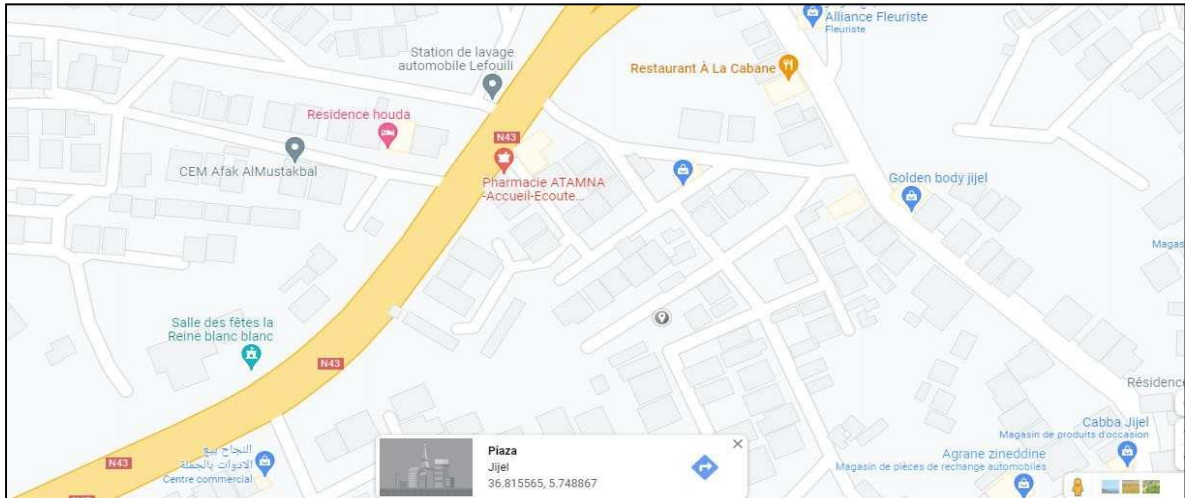 Alliance Fleuriste
Fleuriste
Station de lavage
automobile Lefouili
Restaurant À La Cabane
Residence houda
N43
CEM Afak AlMustakbal
Pharmacie ATAMNA
-Accueil-Ecoute...
Golden body jijel
Magas
Salle des fêtes la
Reine blanc blanc
N43
Résidence
Cabba Jijel
Magasin de produits d'occasion
النجاح بيع
الادوات بالجملة
Centre commercial
N43
Agrane zineddine
Magasin de pièces de rechange automobiles
Piaza
Jijel
36.815565, 5.748867